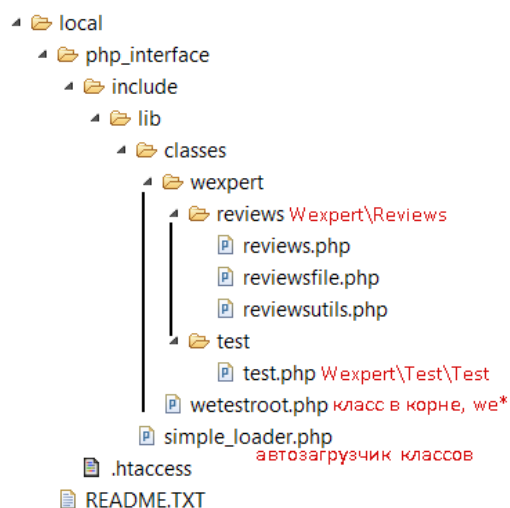 local
php_interface
include
lib
classes
wexpert
reviews Wexpert\Reviews
reviews.php
reviewsfile.php
reviewsutils.php
test
test.php Wexpert\Test\Test
wetestroot.php класс в корне, we*
simple_loader.php
автозагрузчик классов
.htaccess
README.TXT